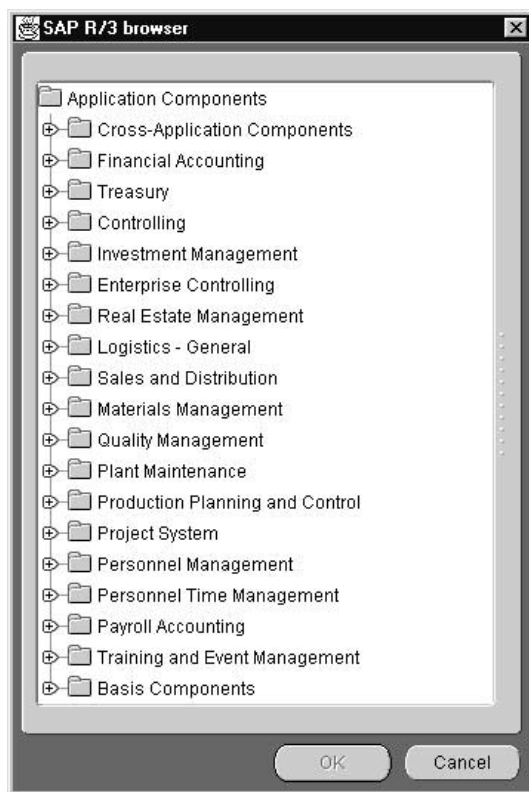 SAP R/3 browser
Application Components
Cross-Application Components
Financial Accounting
Treasury
Controlling
Investment Management
Enterprise Controlling
Real Estate Management
Logistics - General
Sales and Distribution
Materials Management
Quality Management
Plant Maintenance
Production Planning and Control
Project System
Personnel Management
Personnel Time Management
Payroll Accounting
Training and Event Management
Basis Components
OK Cancel